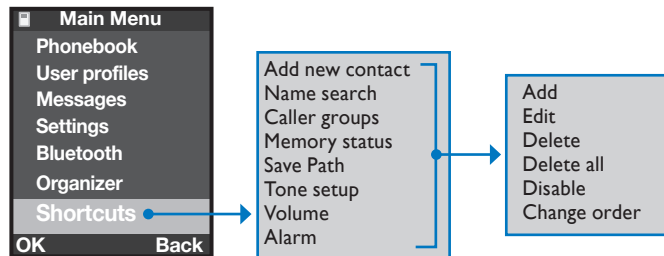 Main Menu
Phonebook
User profiles
Messages
Settings
Bluetooth
Organizer
Shortcuts
OK Back
Add new contact
Name search
Caller groups
Memory status
Save Path
Tone setup
Volume
Alarm
Add
Edit
Delete
Delete all
Disable
Change order